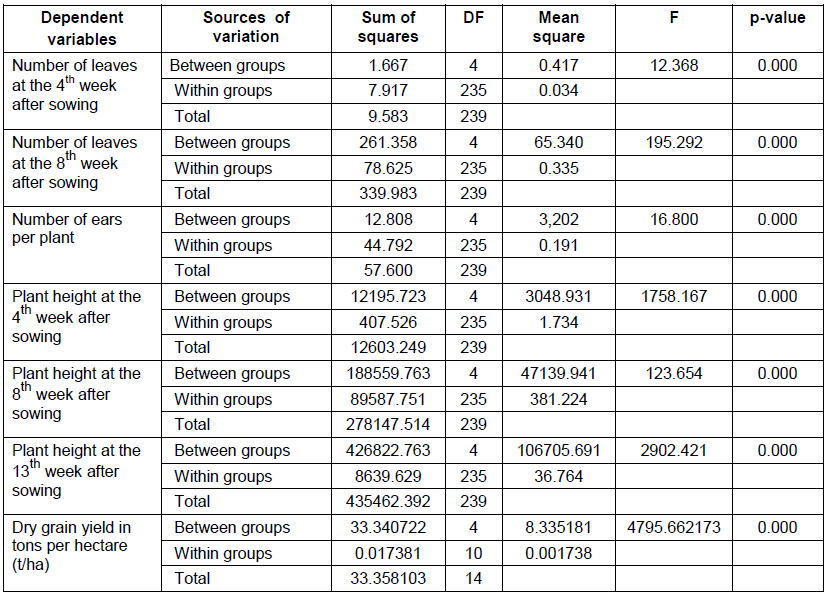 Dependent variables Sources of variation Sum of squares DF Mean square F p-value
Number of leaves at the 4th week after sowing Between groups 1.667 4 0.417 12.368 0.000
Within groups 7.917 235 0.034
Total 9.583 239
Number of leaves at the 8th week after sowing Between groups 261.358 4 65.340 195.292 0.000
Within groups 78.625 235 0.335
Total 339.983 239
Number of ears per plant Between groups 12.808 4 3,202 16.800 0.000
Within groups 44.792 235 0.191
Total 57.600 239
Plant height at the 4th week after sowing Between groups 12195.723 4 3048.931 1758.167 0.000
Within groups 407.526 235 1.734
Total 12603.249 239
Plant height at the 8th week after sowing Between groups 188559.763 4 47139.941 123.654 0.000
Within groups 89587.751 235 381.224
Total 278147.514 239
Plant height at the 13th week after sowing Between groups 426822.763 4 106705.691 2902.421 0.000
Within groups 8639.629 235 36.764
Total 435462.392 239
Dry grain yield in tons per hectare (t/ha) Between groups 33.340722 4 8.335181 4795.662173 0.000
Within groups 0.017381 10 0.001738
Total 33.358103 14